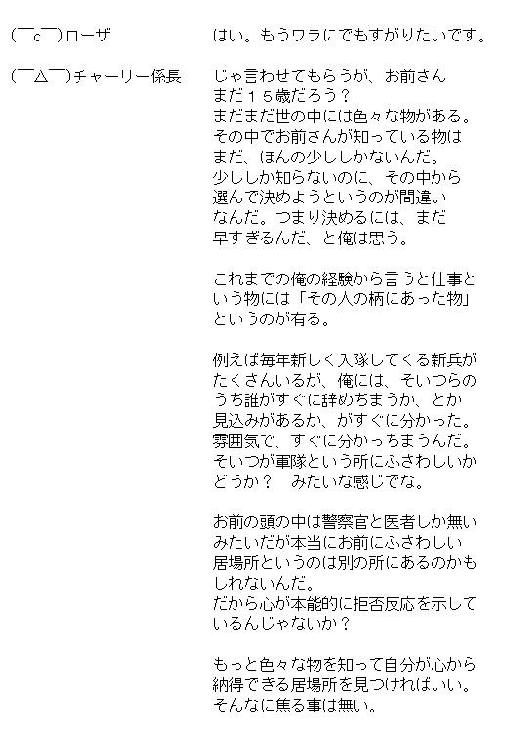 (￣c￣)ローザ　はい。もうワラにでもすがりたいです。
(￣△￣)チャーリー係長　じゃ言わせてもらうが、お前さん
まだ１５歳だろう？
まだまだ世の中には色々な物がある。
その中でお前さんが知っている物は
まだ、ほんの少ししかないんだ。
少ししか知らないのに、その中から
選んで決めようというのが間違い
なんだ。つまり決めるには、まだ
早すぎるんだ、と俺は思う。
これまでの俺の経験から言うと仕事と
いう物には「その人の柄にあった物」
というのが有る。
例えば毎年新しく入隊してくる新兵が
たくさんいるが、俺には、そいつらの
うち誰がすぐに辞めちまうか、とか
見込みがあるか、がすぐに分かった。
雰囲気で、すぐに分かっちまうんだ。
そいつが軍隊という所にふさわしいか
どうか？　みたいな感じでな。
お前の頭の中は警察官と医者しか無い
みたいだが本当にお前にふさわしい
居場所というのは別の所にあるのかも
しれないんだ。
だから心が本能的に拒否反応を示して
いるんじゃないか？
もっと色々な物を知って自分が心から
納得できる居場所を見つければいい。
そんなに焦る事は無い。